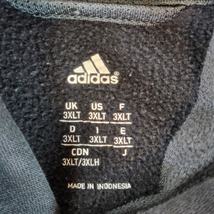 adidas®
UK US F
3XLT 3XLT 3XLT
D I E
3XLT 3XLT 3XLT
CDN J
3XLT/3XLH
MADE IN INDONESIA